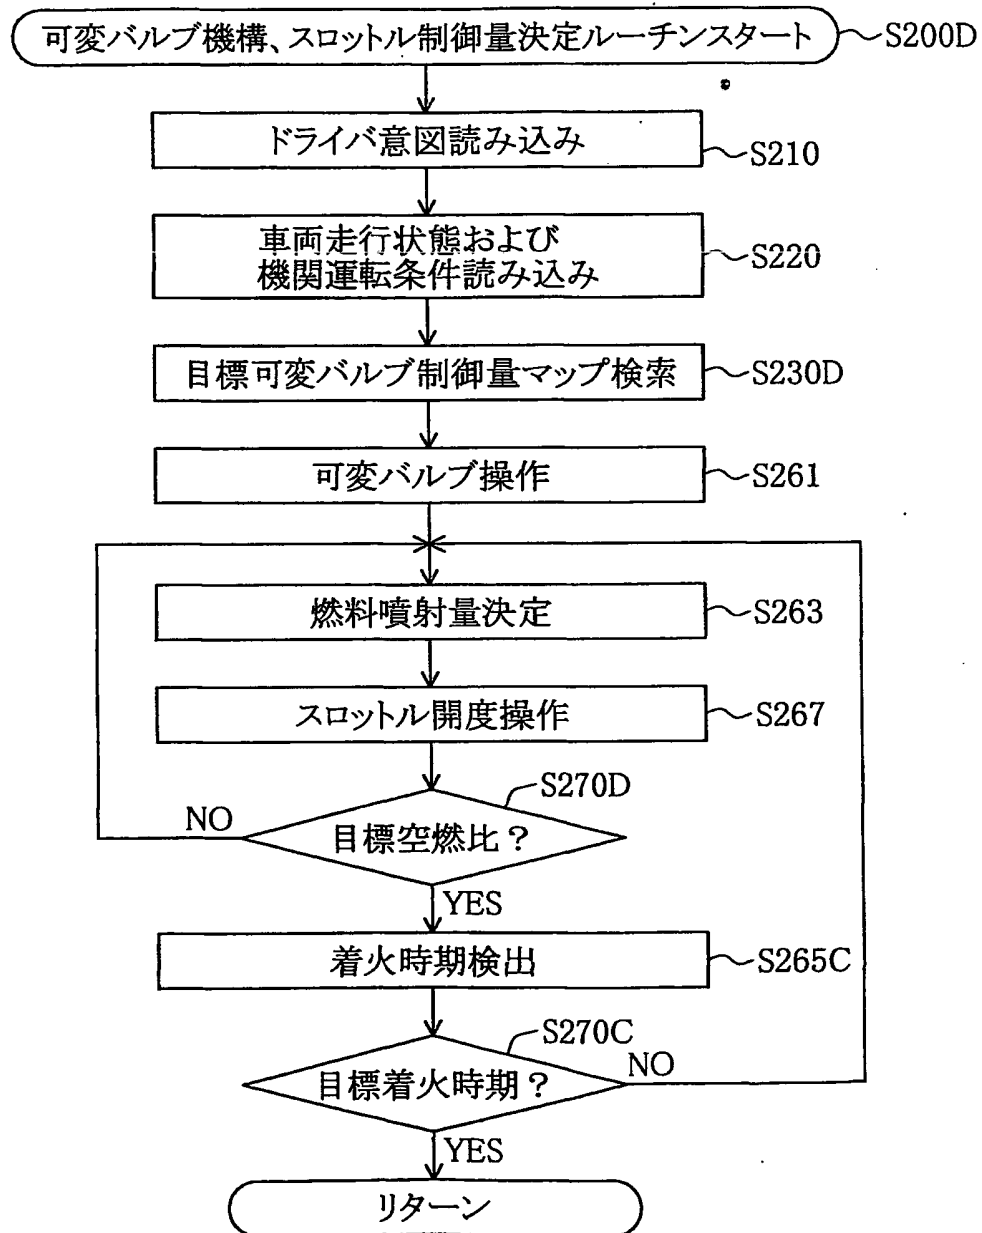 可変バルブ機構、スロットル制御量決定ルーチンスタート
S200D
ドライバ意図読み込み
S210
車両走行状態および
機関運転条件読み込み
S220
目標可変バルブ制御量マップ検索
S230D
可変バルブ操作
S261
燃料噴射量決定
S263
スロットル開度操作
S267
S270D
NO
目標空燃比？
YES
着火時期検出
S265C
S270C
NO
目標着火時期？
YES
リターン